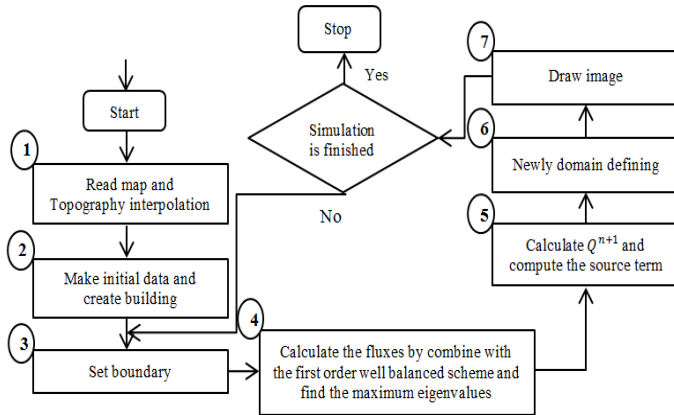 Start
1
Read map and
Topography interpolation
2
Make initial data and
create building
3
Set boundary
4
Calculate the fluxes by combine with
the first order well balanced scheme and
find the maximum eigenvalues
5
Calculate Qⁿ⁺¹ and
compute the source term
6
Newly domain defining
7
Draw image
Simulation
is finished
Yes
Stop
No